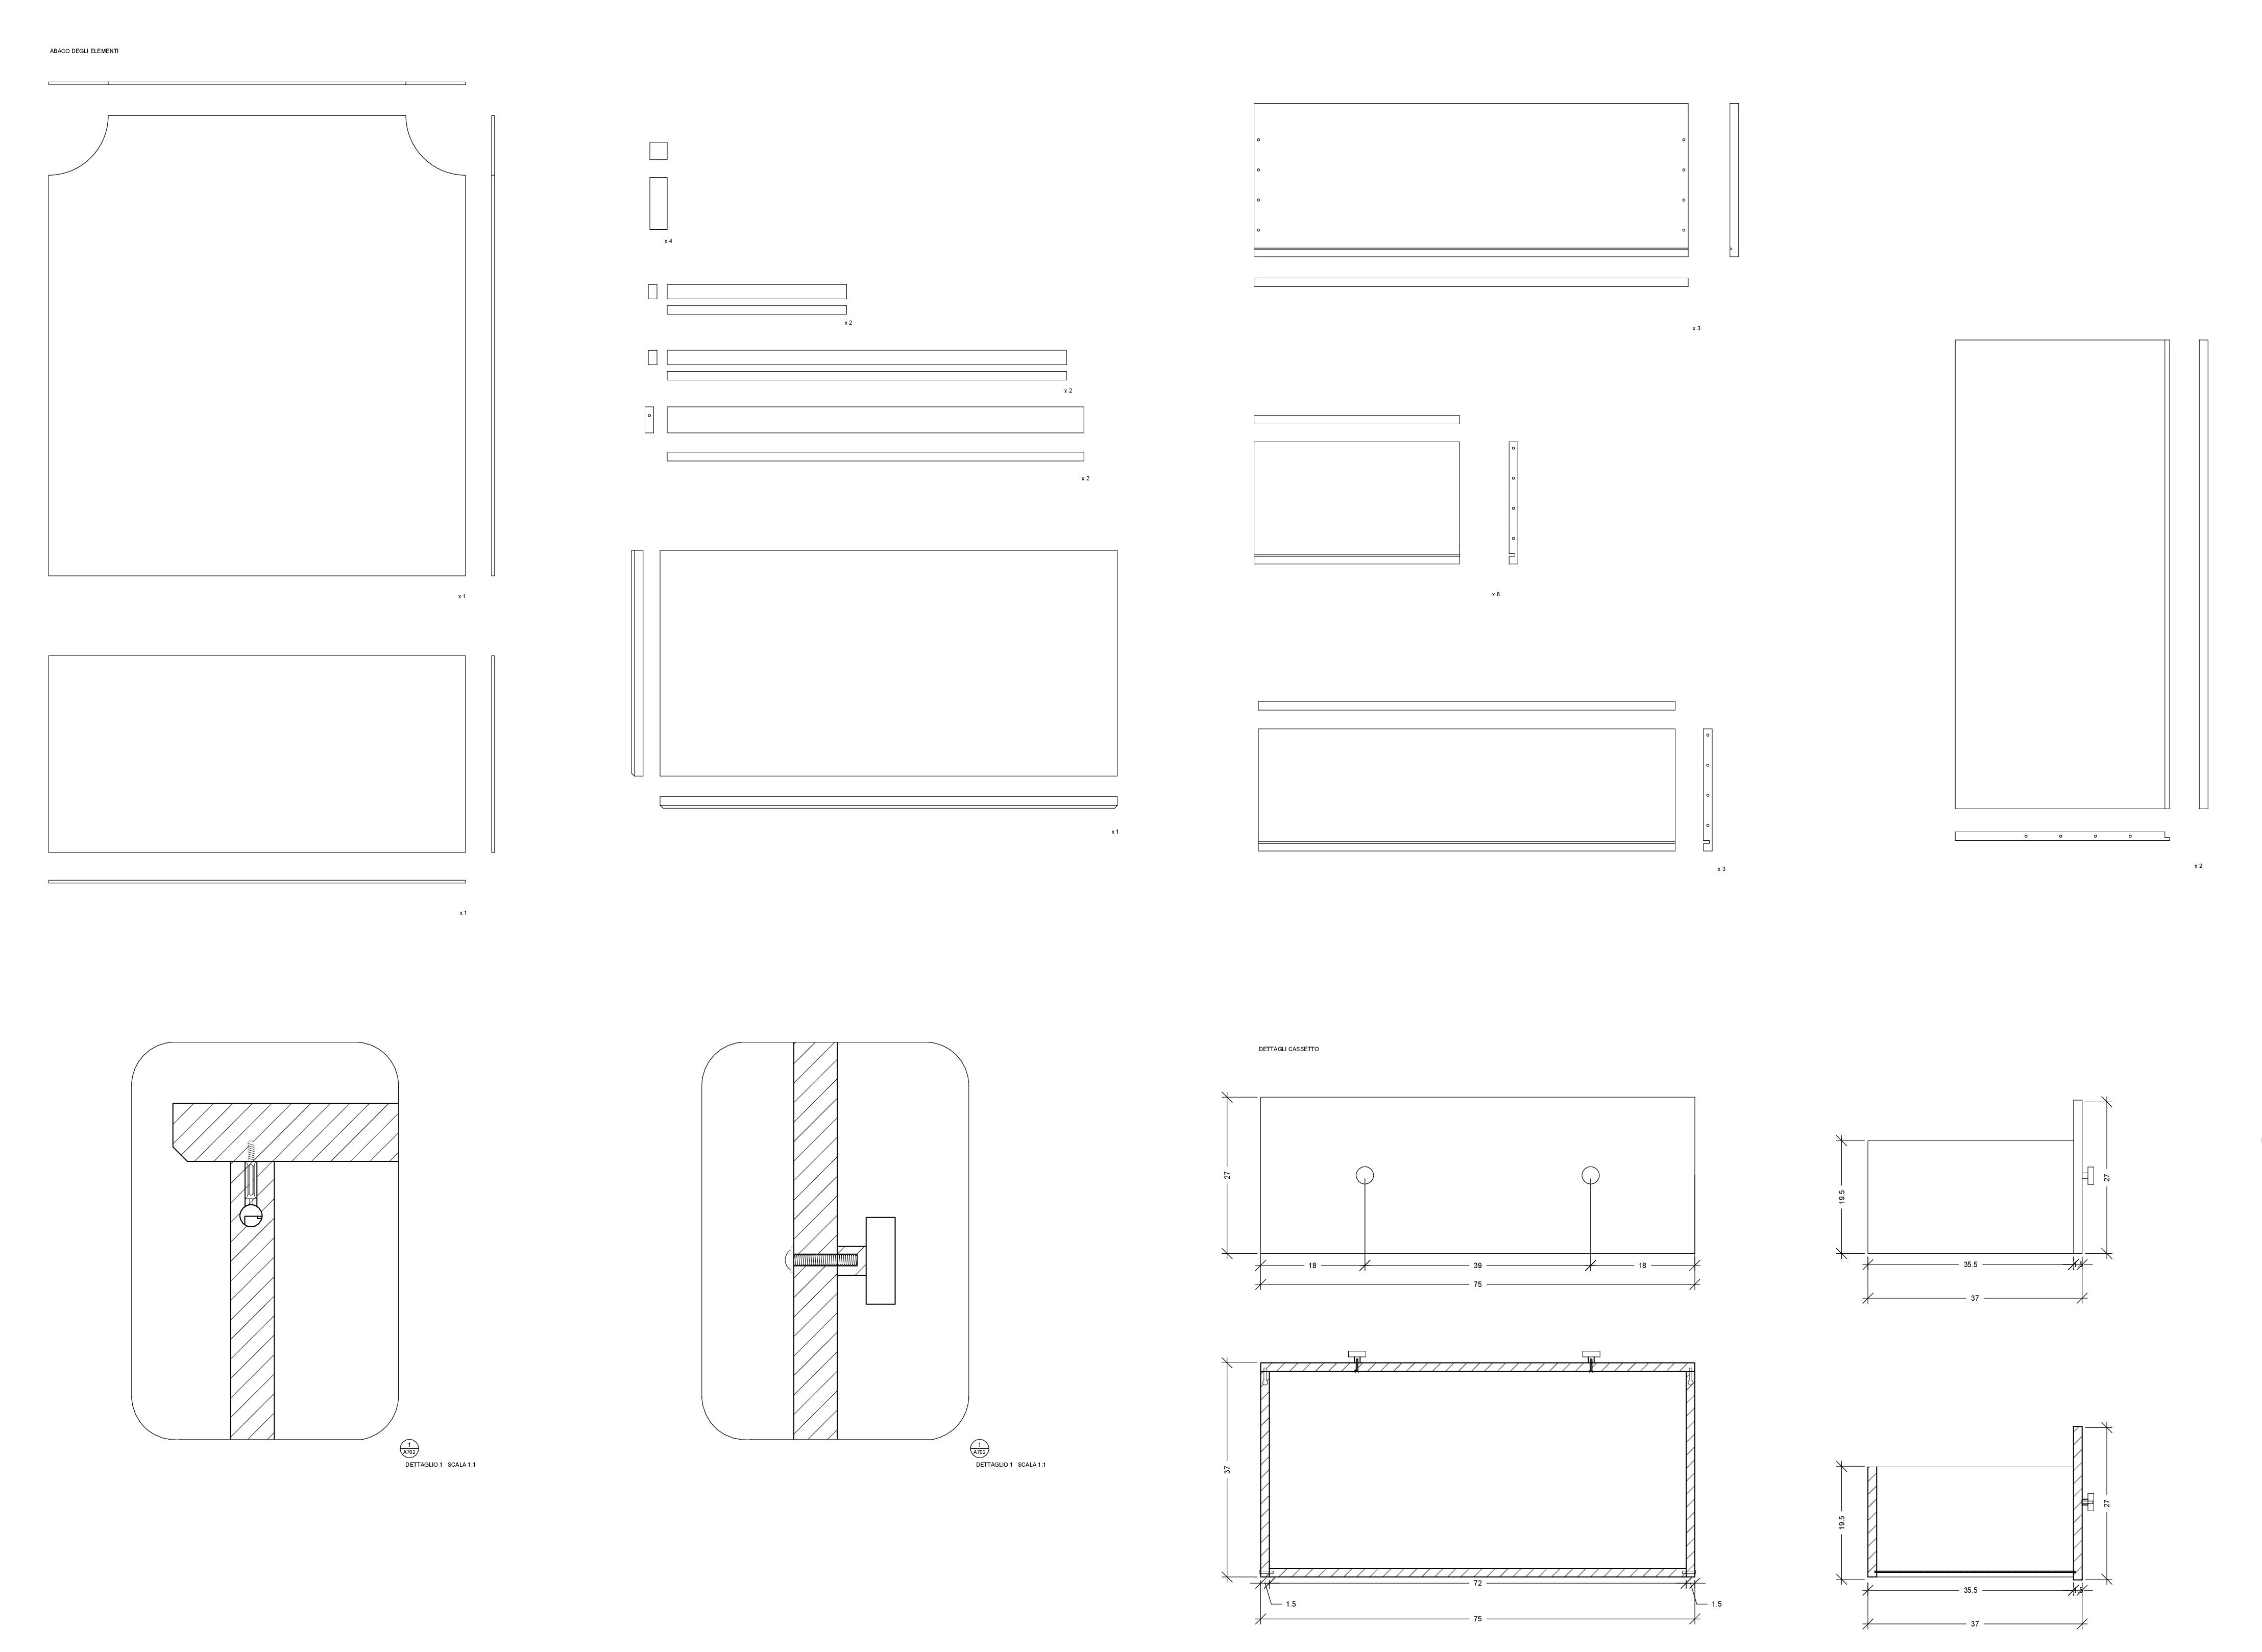 ABACO DEGLI ELEMENTI
x 4
x 2
x 3
x 2
x 2
x 1
x 6
x 1
x 2
x 3
x 1
DETTAGLI CASSETTO
27
19.5
27
18
39
18
35.5
75
37
1
A702
DETTAGLIO 1 SCALA 1:1
1
A702
DETTAGLIO 1 SCALA 1:1
37
19.5
27
72
35.5
1.5
1.5
75
37